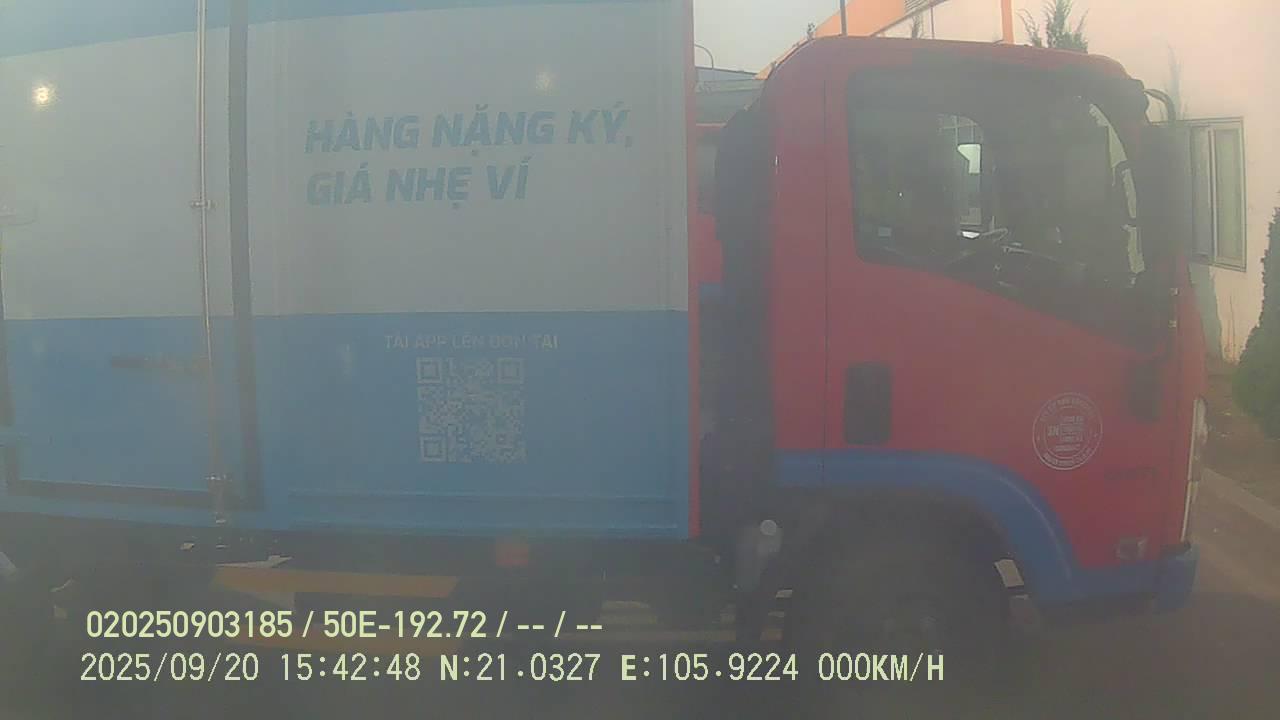 HÀNG NẶNG KÝ,
GIÁ NHẸ VÍ
TẢI APP LÊN ĐƠN TẢI
020250903185 / 50E-192.72 / -- / --
2025/09/20 15:42:48 N:21.0327 E:105.9224 000KM/H